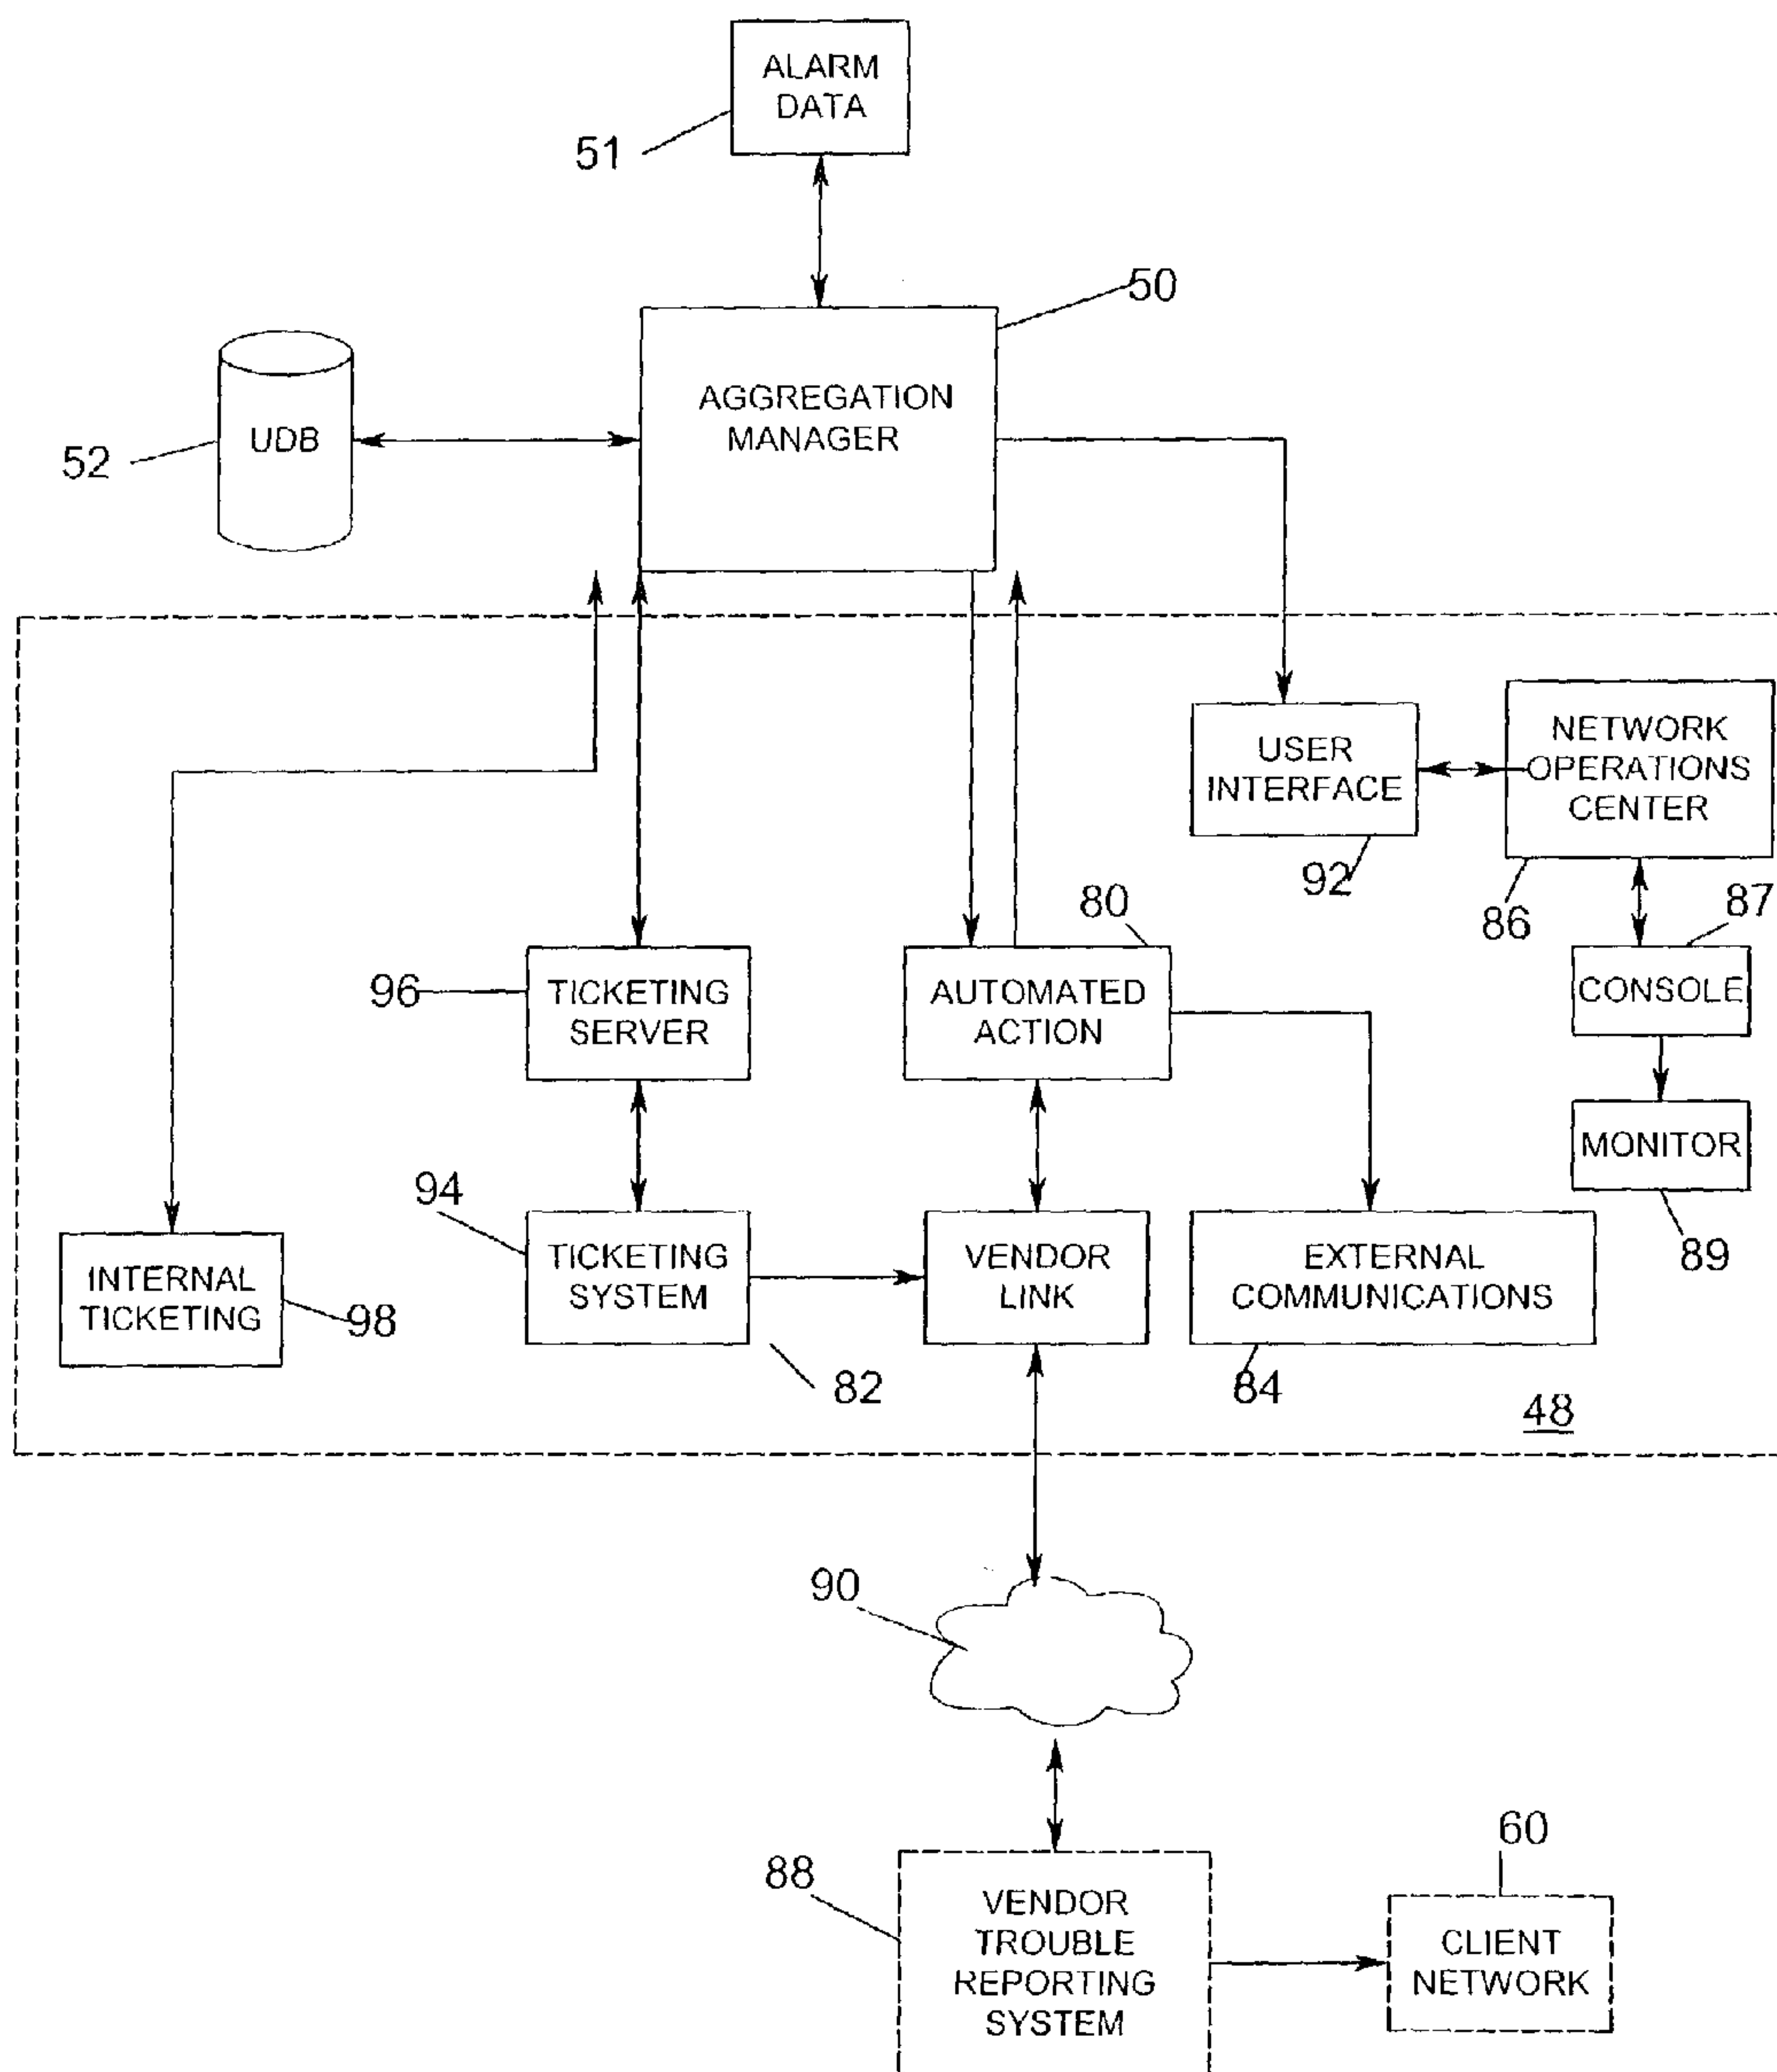 ALARM
DATA
51
50
AGGREGATION
MANAGER
UDB
52
USER
INTERFACE
92
NETWORK
OPERATIONS
CENTER
86
87
CONSOLE
MONITOR
89
96
TICKETING
SERVER
80
AUTOMATED
ACTION
94
TICKETING
SYSTEM
VENDOR
LINK
82
EXTERNAL
COMMUNICATIONS
84
INTERNAL
TICKETING
98
48
90
88
VENDOR
TROUBLE
REPORTING
SYSTEM
60
CLIENT
NETWORK